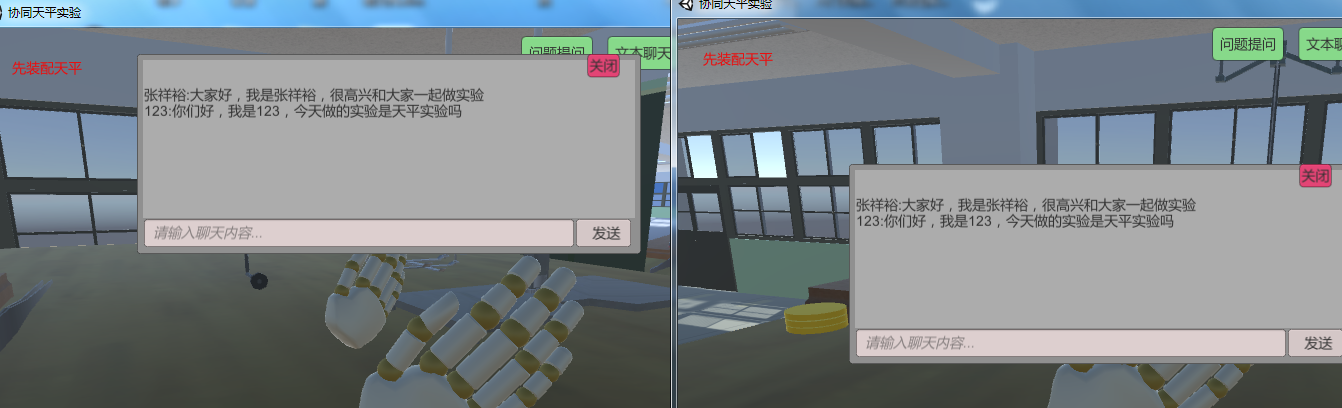 协同天平实验
问题提问
文本聊天
先装配天平
关闭
张祥裕:大家好，我是张祥裕，很高兴和大家一起做实验
123:你们好，我是123，今天做的实验是天平实验吗
请输入聊天内容...
发送
协同天平实验
问题提问
文本聊
先装配天平
关闭
张祥裕:大家好，我是张祥裕，很高兴和大家一起做实验
123:你们好，我是123，今天做的实验是天平实验吗
请输入聊天内容...
发送